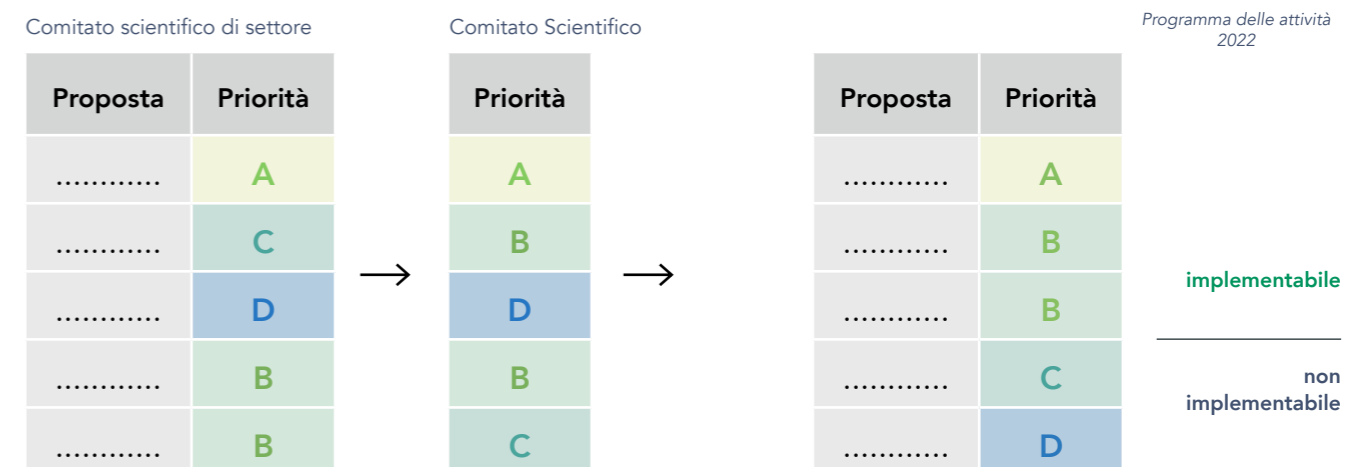 Comitato scientifico di settore
Comitato Scientifico
Programma delle attività
2022
Proposta Priorità Priorità Proposta Priorità
............ A A ............ A
............ C B ............ B
............ D D ............ B
............ B B ............ C
............ B C ............ D
implementabile
non
implementabile